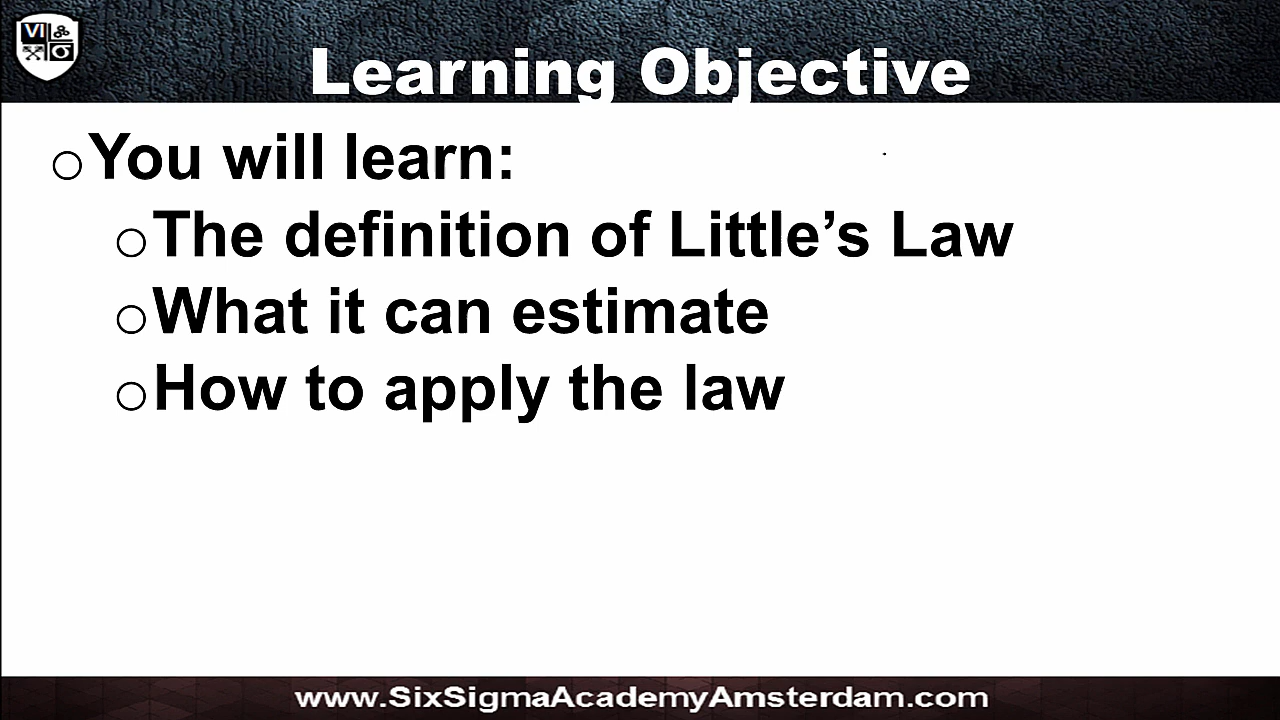 VI
Learning Objective
You will learn:
The definition of Little’s Law
What it can estimate
How to apply the law
www.SixSigmaAcademyAmsterdam.com